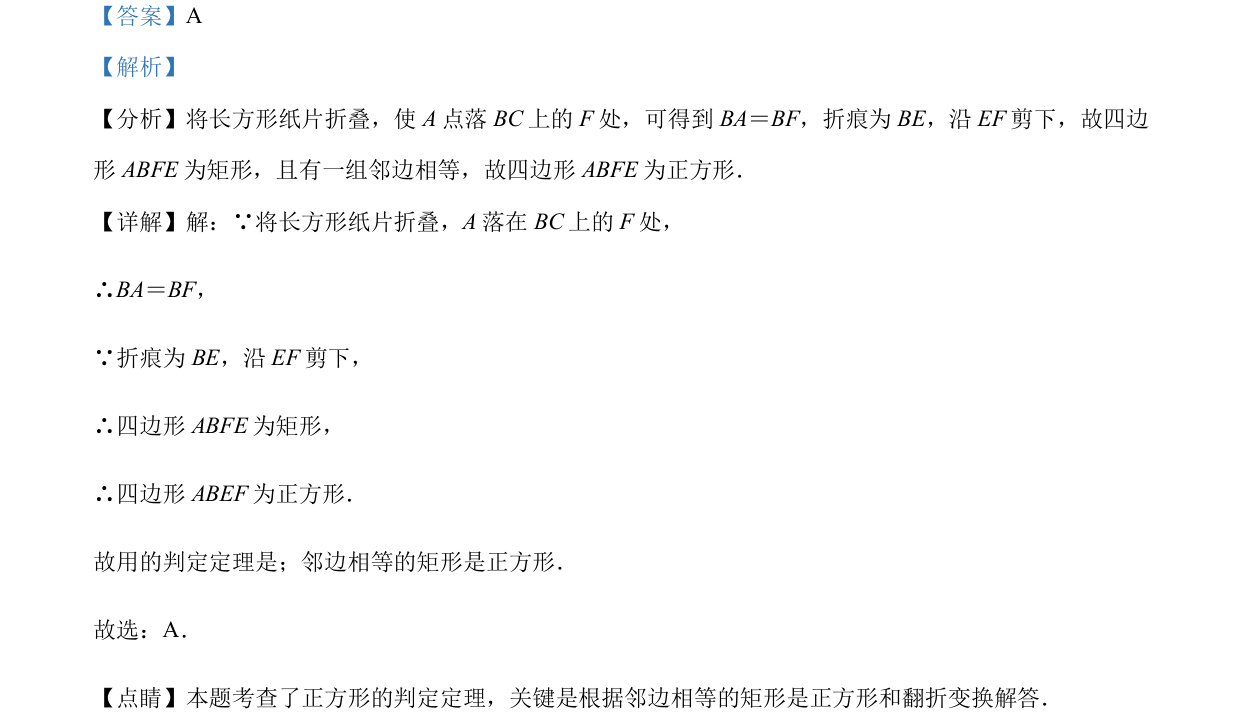 【答案】A
【解析】
【分析】将长方形纸片折叠，使 A 点落 BC 上的 F 处，可得到 BA＝BF，折痕为 BE，沿 EF 剪下，故四边
形 ABFE 为矩形，且有一组邻边相等，故四边形 ABFE 为正方形．
【详解】解：∵将长方形纸片折叠，A 落在 BC 上的 F 处，
∴BA＝BF，
∵折痕为 BE，沿 EF 剪下，
∴四边形 ABFE 为矩形，
∴四边形 ABEF 为正方形．
故用的判定定理是；邻边相等的矩形是正方形．
故选：A．
【点睛】本题考查了正方形的判定定理，关键是根据邻边相等的矩形是正方形和翻折变换解答．